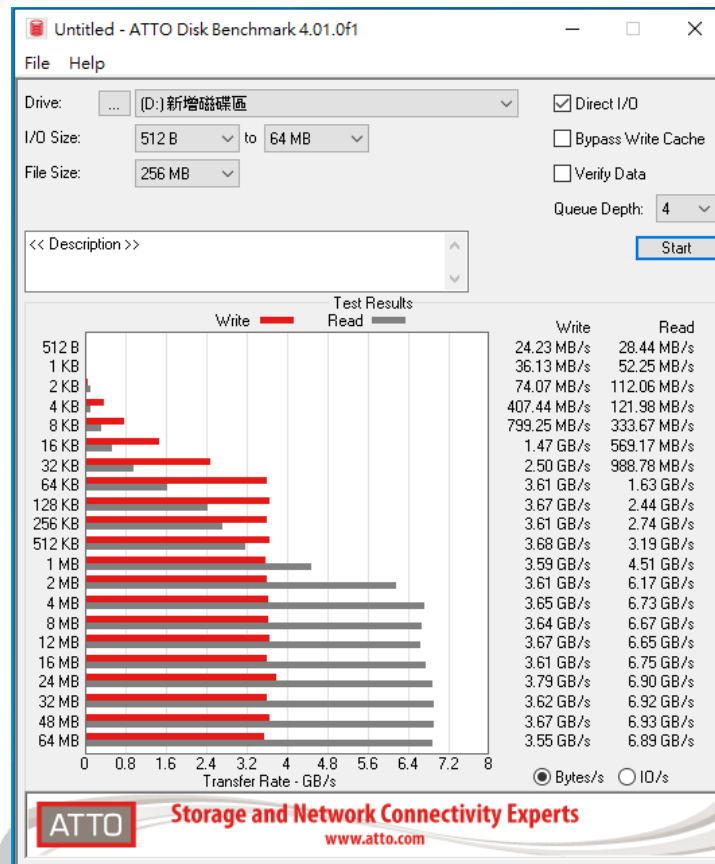 Untitled - ATTO Disk Benchmark 4.01.0f1
File Help
Drive: ... (D:)新增磁碟區 Direct I/O
I/O Size: 512 B to 64 MB Bypass Write Cache
File Size: 256 MB Verify Data
Queue Depth: 4
<< Description >> Start
Test Results
Write Read Write Read
512 B 24.23 MB/s 28.44 MB/s
1 KB 36.13 MB/s 52.25 MB/s
2 KB 74.07 MB/s 112.06 MB/s
4 KB 407.44 MB/s 121.98 MB/s
8 KB 799.25 MB/s 333.67 MB/s
16 KB 1.47 GB/s 569.17 MB/s
32 KB 2.50 GB/s 988.78 MB/s
64 KB 3.61 GB/s 1.63 GB/s
128 KB 3.67 GB/s 2.44 GB/s
256 KB 3.61 GB/s 2.74 GB/s
512 KB 3.68 GB/s 3.19 GB/s
1 MB 3.59 GB/s 4.51 GB/s
2 MB 3.61 GB/s 6.17 GB/s
4 MB 3.65 GB/s 6.73 GB/s
8 MB 3.64 GB/s 6.67 GB/s
12 MB 3.67 GB/s 6.65 GB/s
16 MB 3.61 GB/s 6.75 GB/s
24 MB 3.79 GB/s 6.90 GB/s
32 MB 3.62 GB/s 6.92 GB/s
48 MB 3.67 GB/s 6.93 GB/s
64 MB 3.55 GB/s 6.89 GB/s
0 0.8 1.6 2.4 3.2 4 4.8 5.6 6.4 7.2 8
Transfer Rate - GB/s Bytes/s IO/s
ATTO Storage and Network Connectivity Experts
www.atto.com